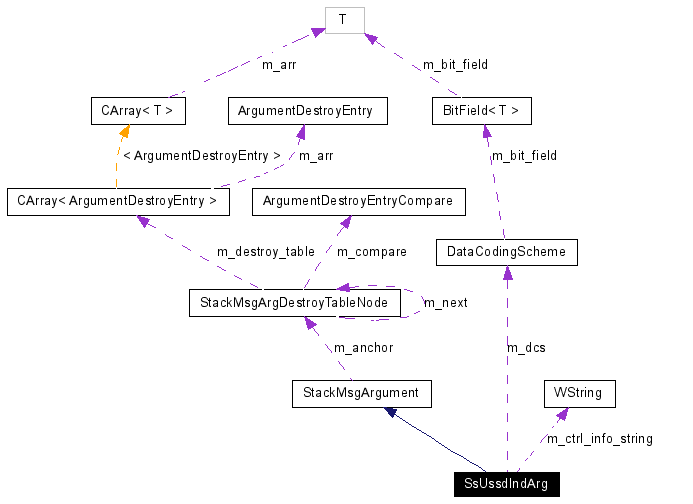 T
m_arr
m_bit_field
CArray< T >
ArgumentDestroyEntry
BitField< T >
< ArgumentDestroyEntry >
m_arr
m_bit_field
CArray< ArgumentDestroyEntry >
ArgumentDestroyEntryCompare
m_destroy_table
m_compare
DataCodingScheme
StackMsgArgDestroyTableNode
m_next
m_anchor
m_dcs
StackMsgArgument
WString
m_ctrl_info_string
SsUssdIndArg